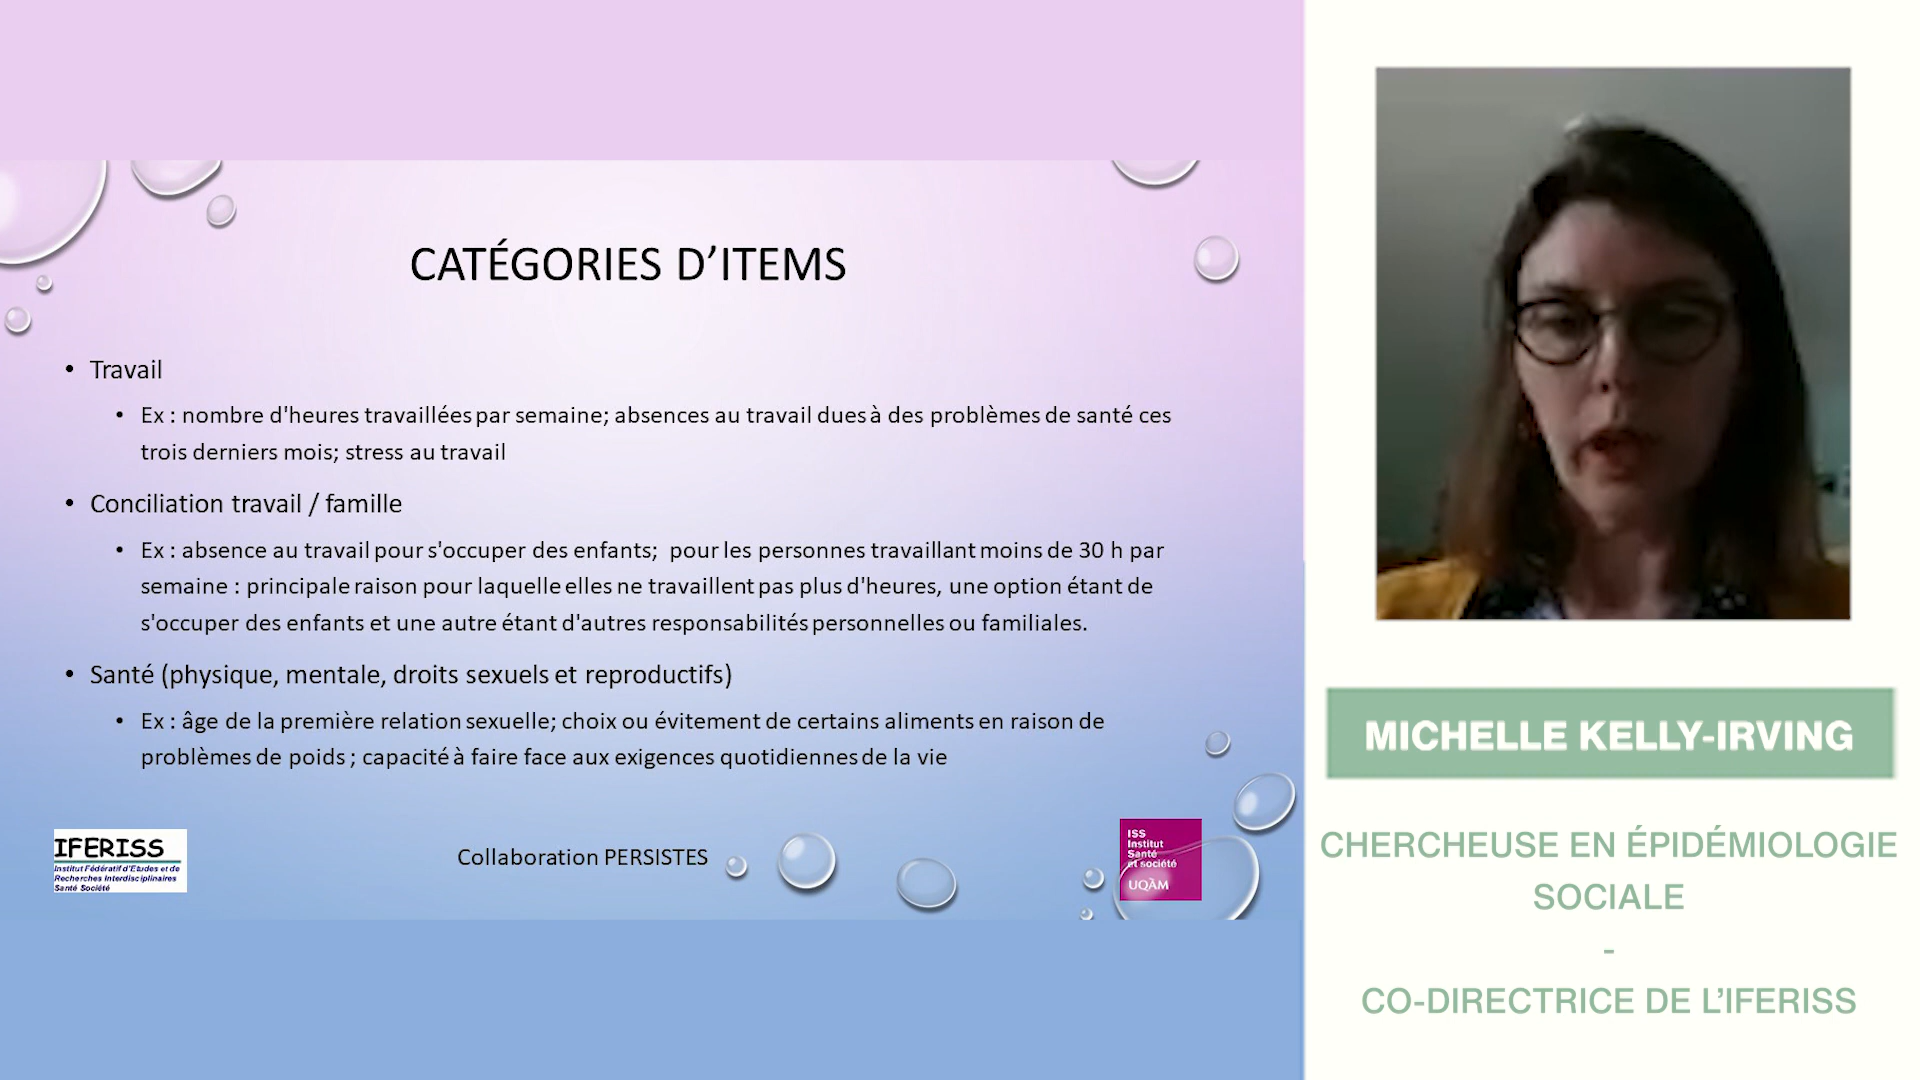 CATÉGORIES D’ITEMS
• Travail
• Ex : nombre d'heures travaillées par semaine; absences au travail dues à des problèmes de santé ces
trois derniers mois; stress au travail
• Conciliation travail / famille
• Ex : absence au travail pour s'occuper des enfants; pour les personnes travaillant moins de 30 h par
semaine : principale raison pour laquelle elles ne travaillent pas plus d'heures, une option étant de
s'occuper des enfants et une autre étant d'autres responsabilités personnelles ou familiales.
• Santé (physique, mentale, droits sexuels et reproductifs)
• Ex : âge de la première relation sexuelle; choix ou évitement de certains aliments en raison de
problèmes de poids ; capacité à faire face aux exigences quotidiennes de la vie
IFERISS
Institut Fédératif d'Etudes et de
Recherches Interdisciplinaires
Santé Société
Collaboration PERSISTES
ISS
Institut
Santé
et société
UQÀM
MICHELLE KELLY-IRVING
CHERCHEUSE EN ÉPIDÉMIOLOGIE
SOCIALE
-
CO-DIRECTRICE DE L’IFERISS